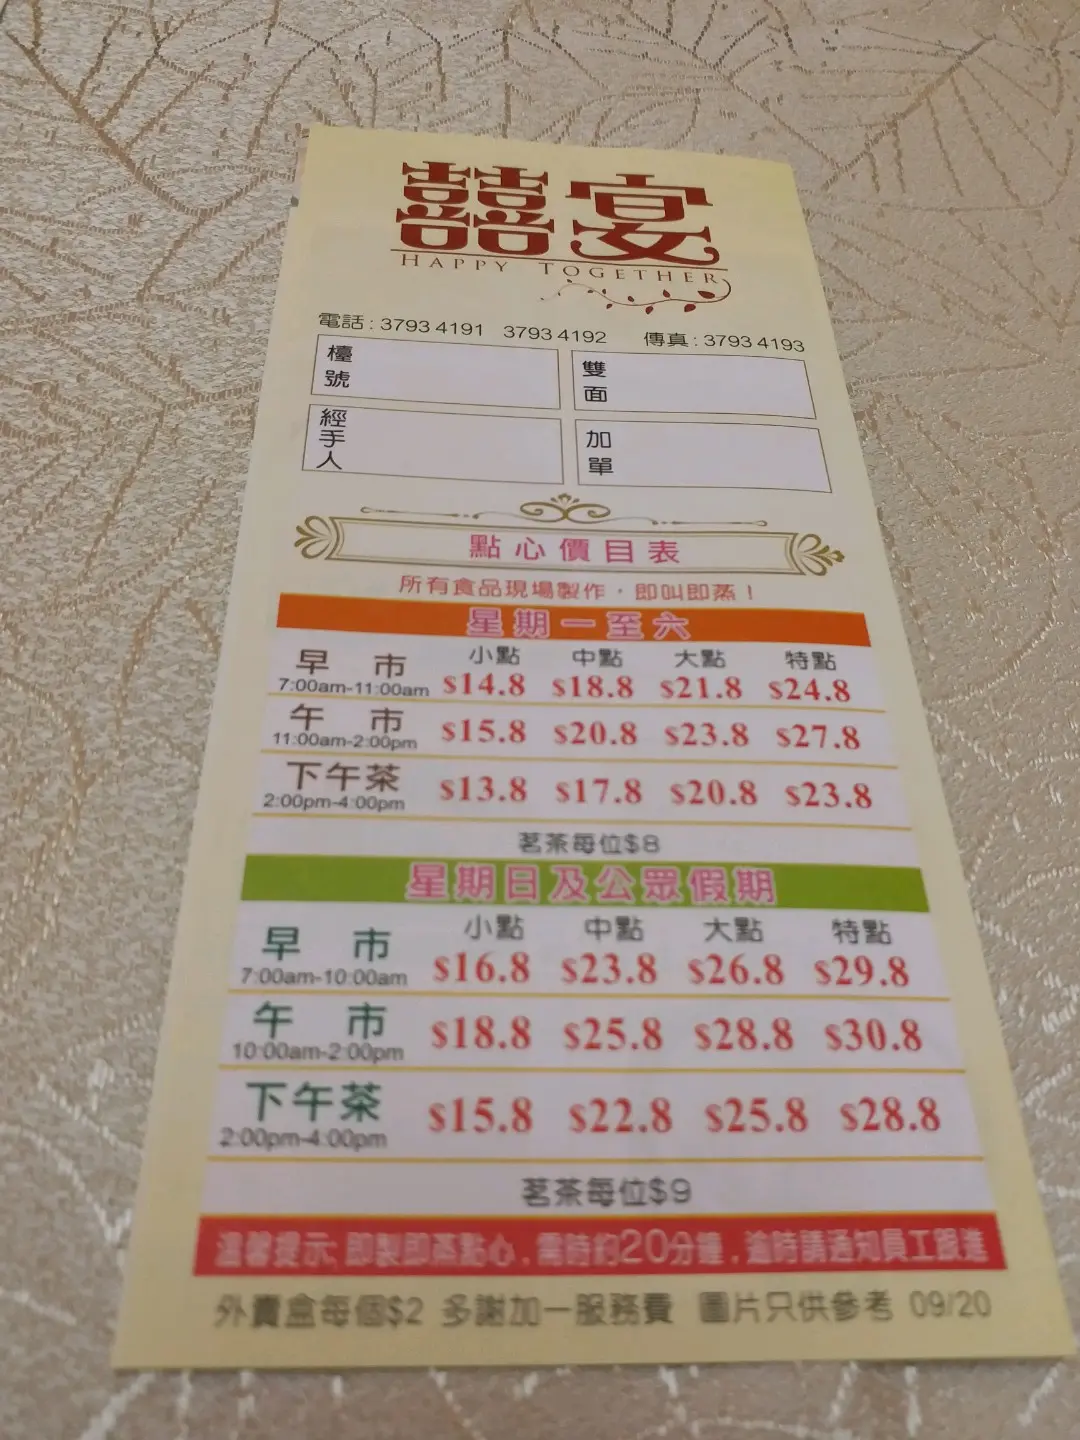 囍宴
HAPPY TOGETHER
電話:3793 4191 3793 4192 傳真:3793 4193
檯號 雙面
經手人 加單
點心價目表
所有食品現場製作,即叫即蒸!
星期一至六
早市 小點 中點 大點 特點
7:00am-11:00am $14.8 $18.8 $21.8 $24.8
午市
11:00am-2:00pm $15.8 $20.8 $23.8 $27.8
下午茶
2:00pm-4:00pm $13.8 $17.8 $20.8 $23.8
茗茶每位$8
星期日及公眾假期
早市 小點 中點 大點 特點
7:00am-10:00am $16.8 $23.8 $26.8 $29.8
午市
10:00am-2:00pm $18.8 $25.8 $28.8 $30.8
下午茶
2:00pm-4:00pm $15.8 $22.8 $25.8 $28.8
茗茶每位$9
溫馨提示,即製即蒸點心,需時約20分鐘,逾時請通知員工跟進
外賣盒每個$2 多謝加一服務費 圖片只供參考 09/20